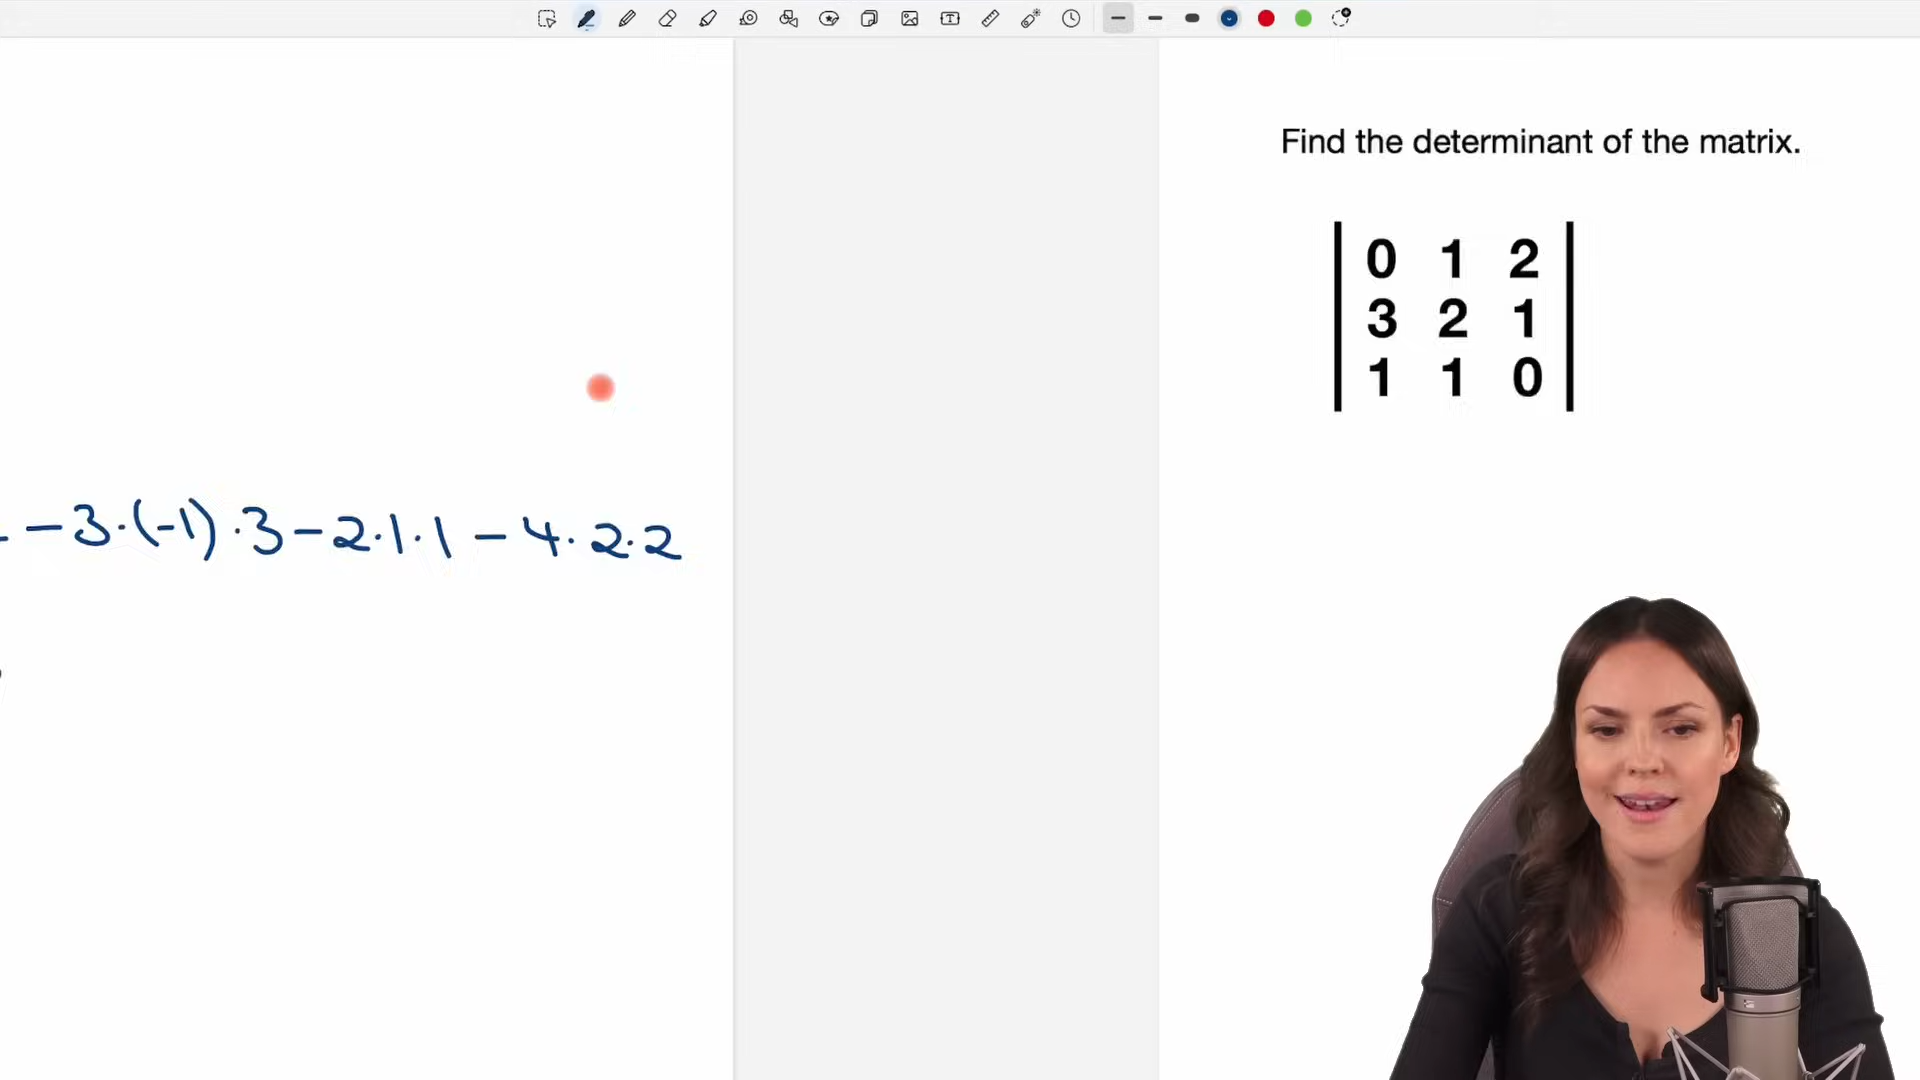 Find the determinant of the matrix.
0 1 2
3 2 1
1 1 0
-3·(-1)·3-2·1·1-4·2·2